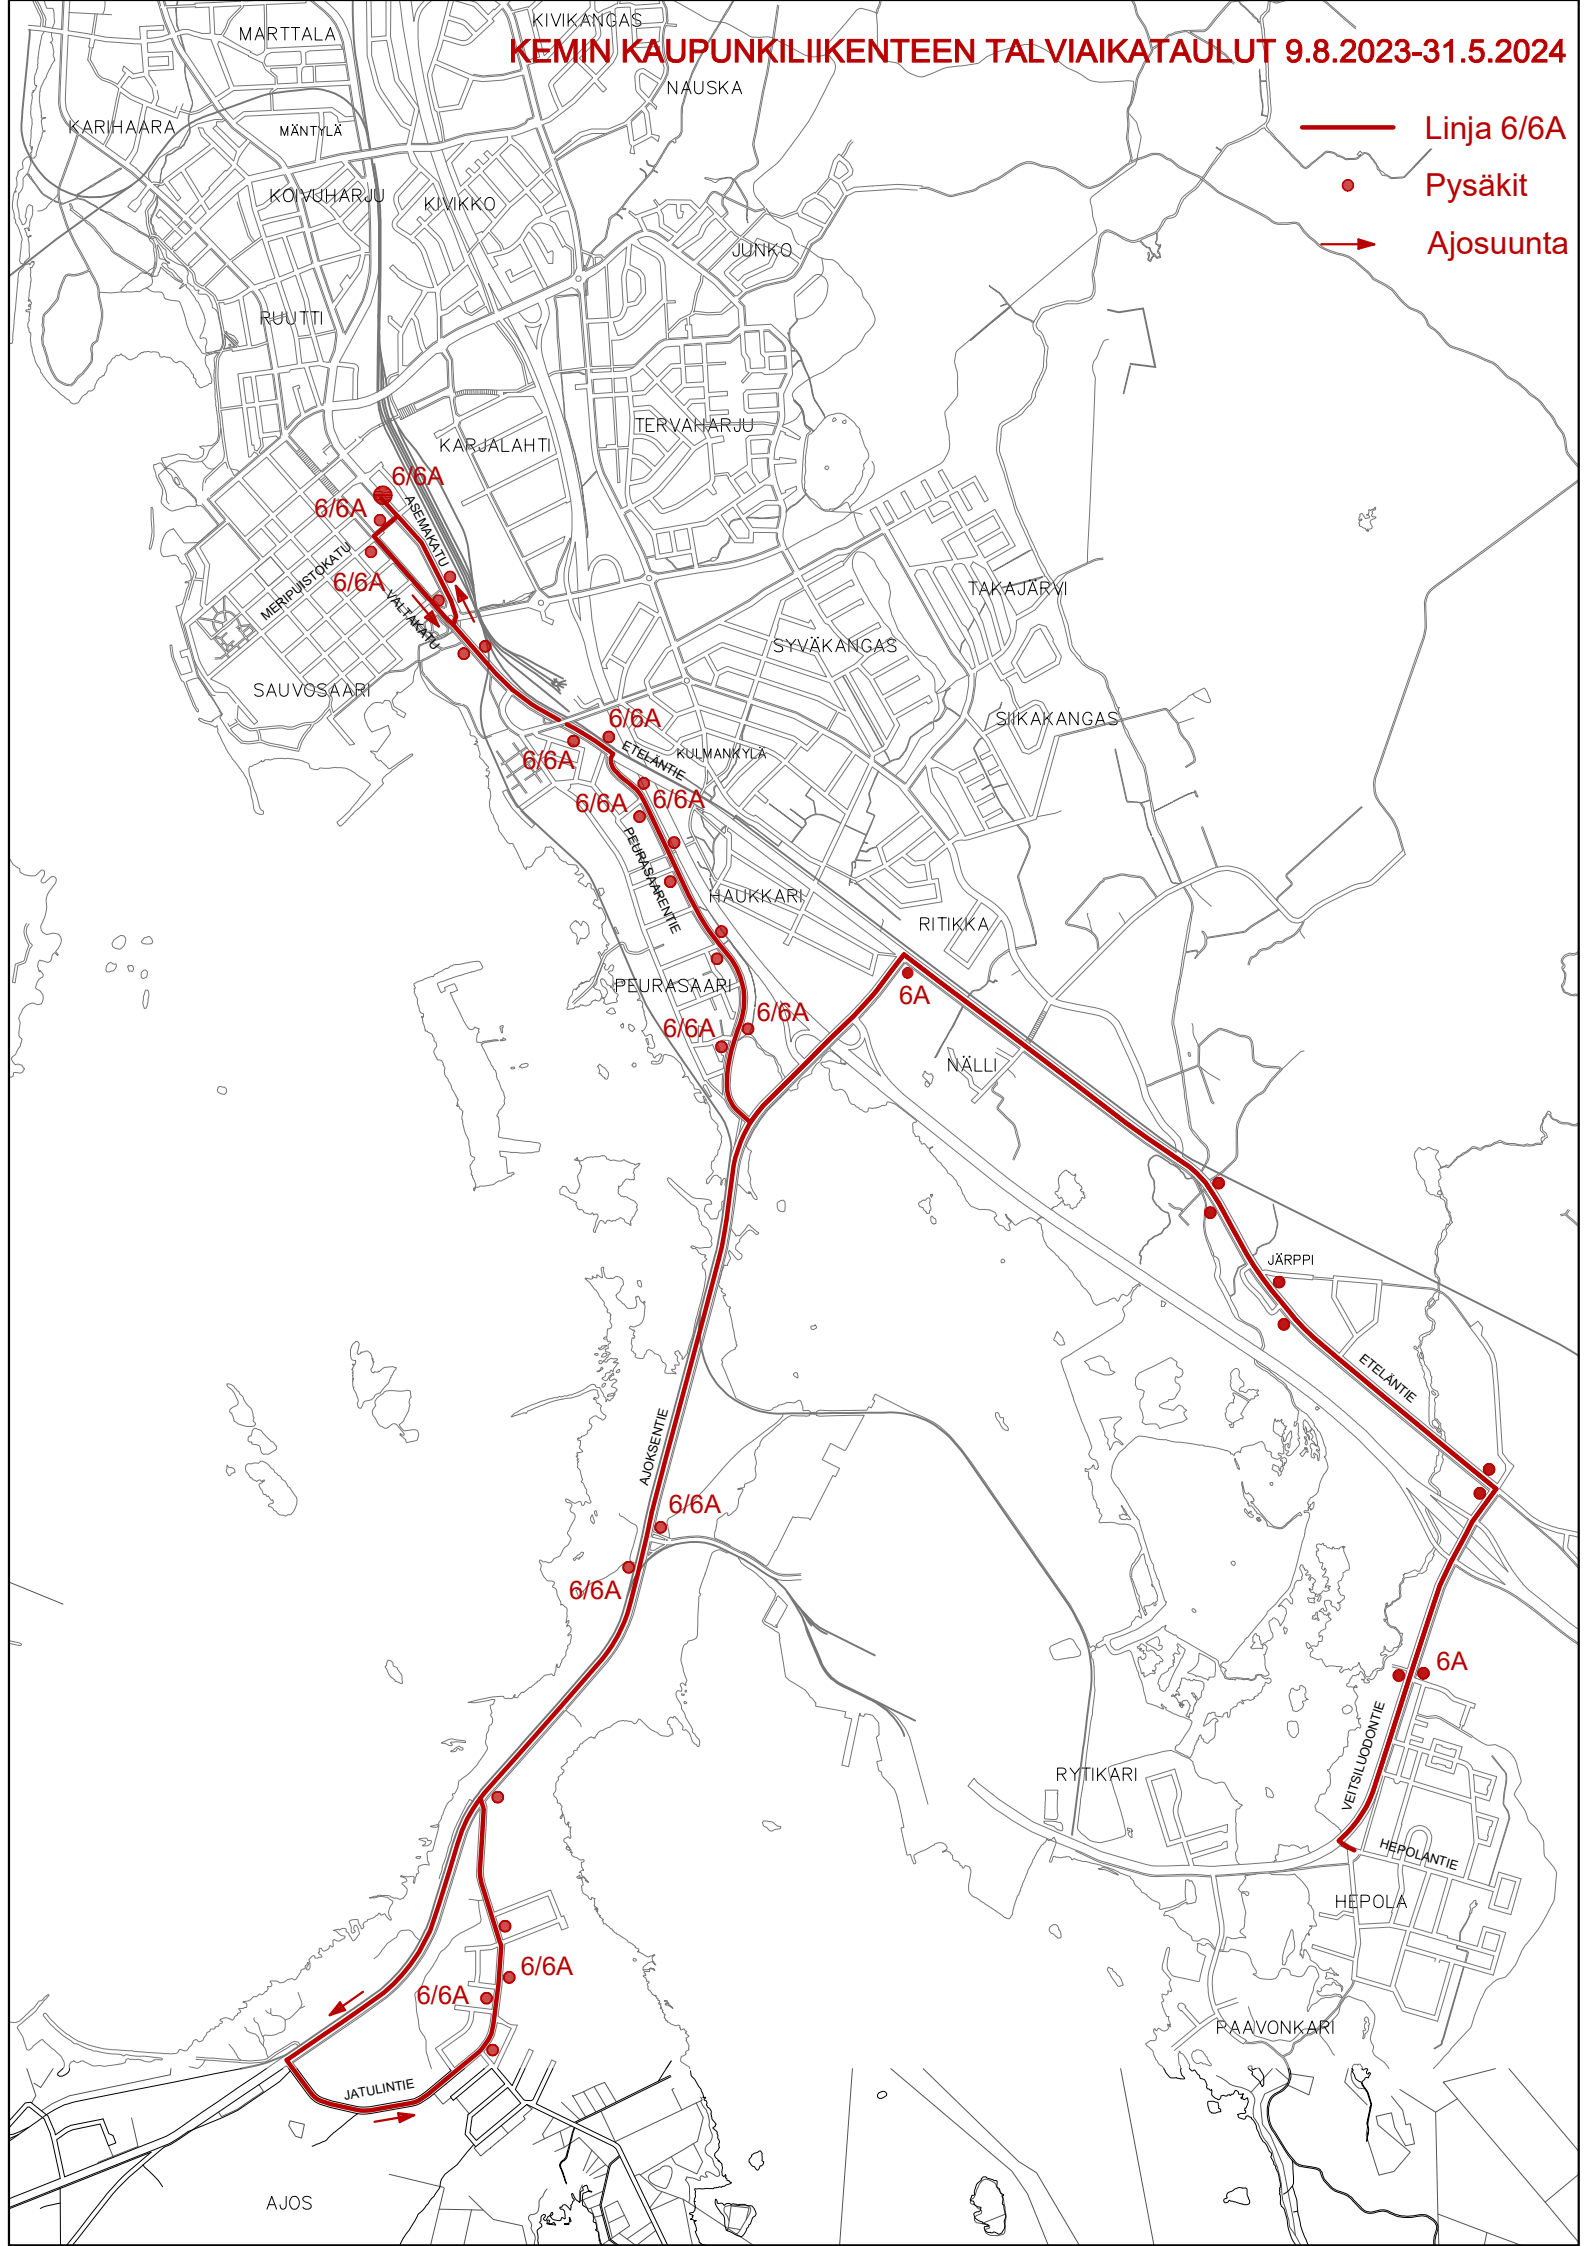 KIVIKANGAS
MARTTALA
KEMIN KAUPUNKILIIKENTEEN TALVIAIKATAULUT 9.8.2023-31.5.2024
NAUSKA
KARIHAARA
MÄNTYLÄ
Linja 6/6A
Pysäkit
KOIVUHARJU
KIVIKKO
Ajosuunta
JUNKO
RUUTTI
TERVAHARJU
KARJALAHTI
6/6A
6/6A
ASEMAKATU
MERIPUISTOKATU
6/6A
VALTAKATU
TAKAJÄRVI
SYVÄKANGAS
SAUVOSAARI
SIIKAKANGAS
6/6A
6/6A
ETELÄNTIE
KULMANKYLÄ
6/6A
6/6A
PEURASAARENTIE
HAUKKARI
RITIKKA
PEURASAARI
6A
6/6A
6/6A
NÄLLI
JÄRPPI
ETELÄNTIE
AJOKSENTIE
6/6A
6/6A
6A
VEITSILUODONTIE
RYTIKARI
HEPOLANTIE
HEPOLA
6/6A
6/6A
PAAVONKARI
JATULINTIE
AJOS